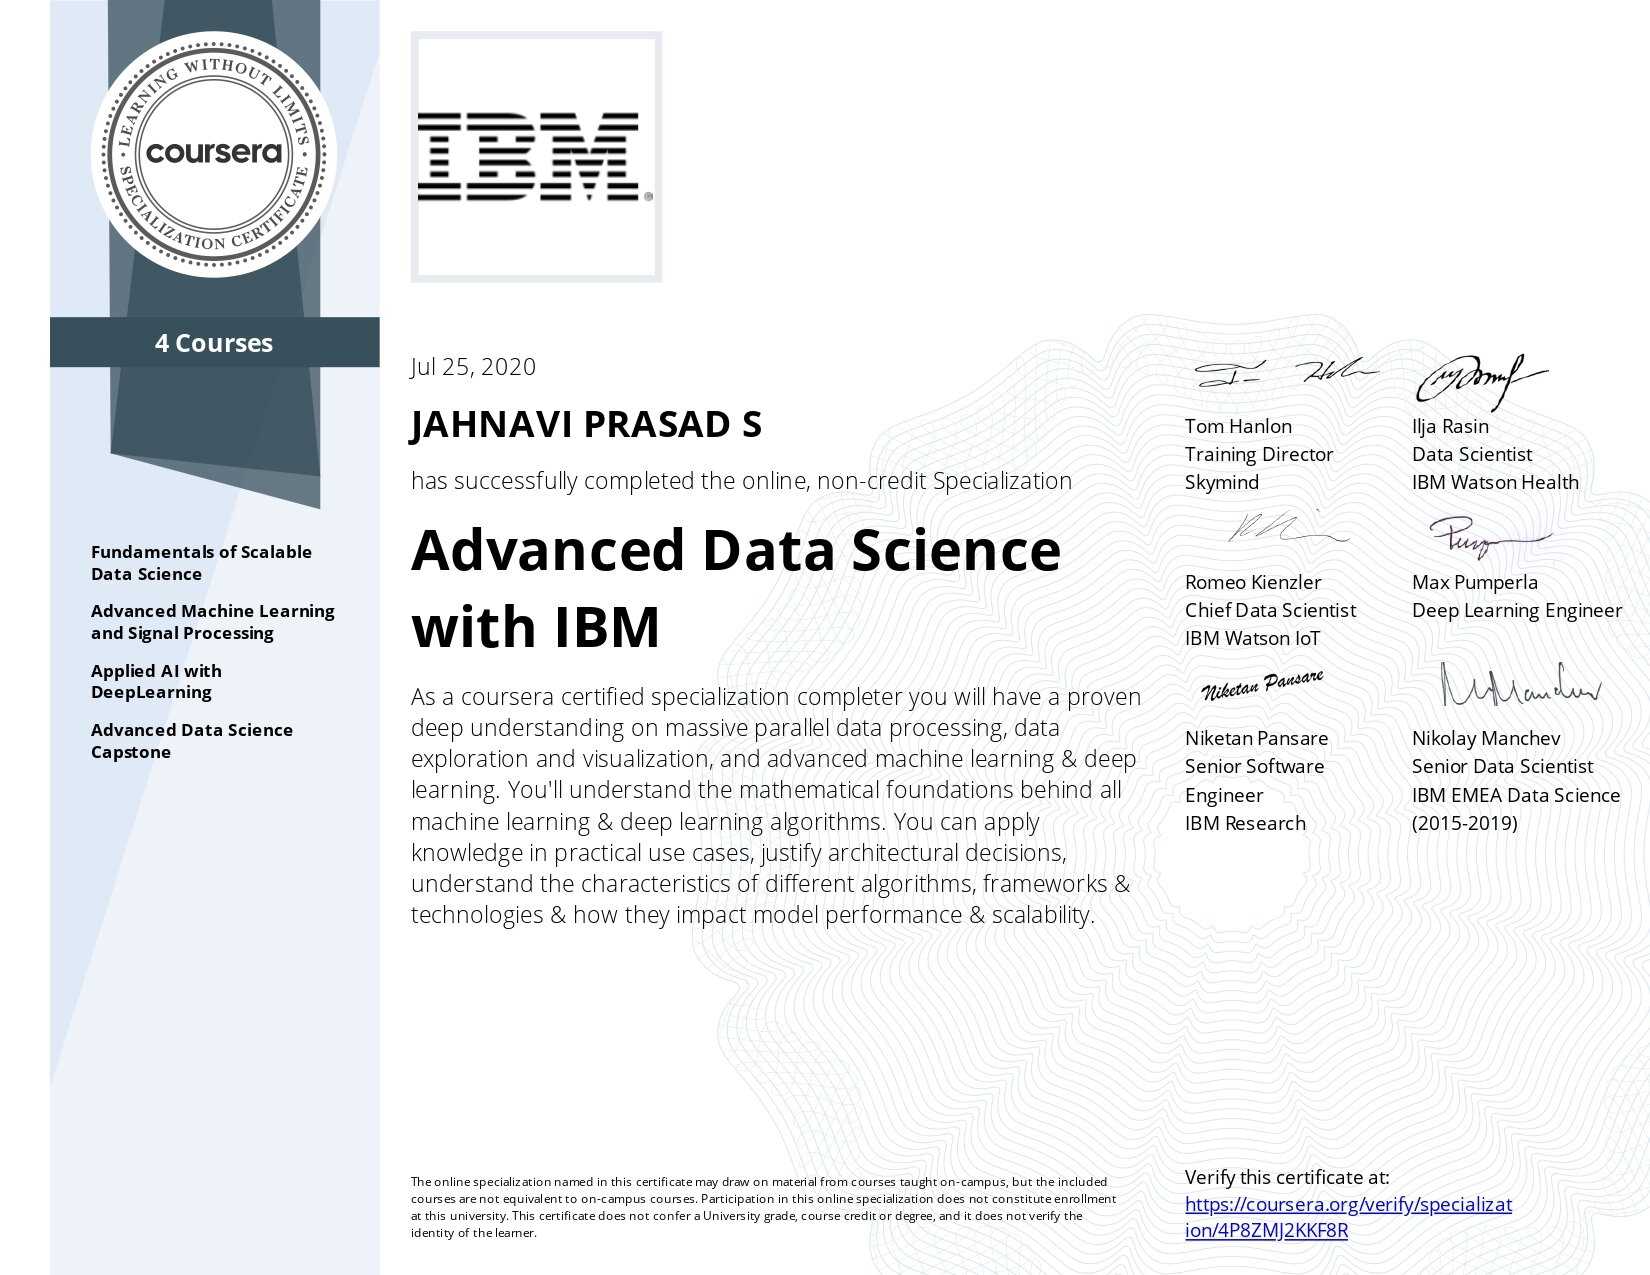 LEARNING WITHOUT LIMITS
coursera
SPECIALIZATION CERTIFICATE
IBM
4 Courses
Fundamentals of Scalable
Data Science
Advanced Machine Learning
and Signal Processing
Applied AI with
DeepLearning
Advanced Data Science
Capstone
Jul 25, 2020
JAHNAVI PRASAD S
has successfully completed the online, non-credit Specialization
Advanced Data Science
with IBM
As a coursera certified specialization completer you will have a proven
deep understanding on massive parallel data processing, data
exploration and visualization, and advanced machine learning & deep
learning. You'll understand the mathematical foundations behind all
machine learning & deep learning algorithms. You can apply
knowledge in practical use cases, justify architectural decisions,
understand the characteristics of different algorithms, frameworks &
technologies & how they impact model performance & scalability.
Tom Hanlon
Training Director
Skymind
Ilja Rasin
Data Scientist
IBM Watson Health
Romeo Kienzler
Chief Data Scientist
IBM Watson IoT
Max Pumperla
Deep Learning Engineer
Niketan Pansare
Niketan Pansare
Senior Software
Engineer
IBM Research
Nikolay Manchev
Senior Data Scientist
IBM EMEA Data Science
(2015-2019)
The online specialization named in this certificate may draw on material from courses taught on-campus, but the included
courses are not equivalent to on-campus courses. Participation in this online specialization does not constitute enrollment
at this university. This certificate does not confer a University grade, course credit or degree, and it does not verify the
identity of the learner.
Verify this certificate at:
https://coursera.org/verify/specializat
ion/4P8ZMJ2KKF8R